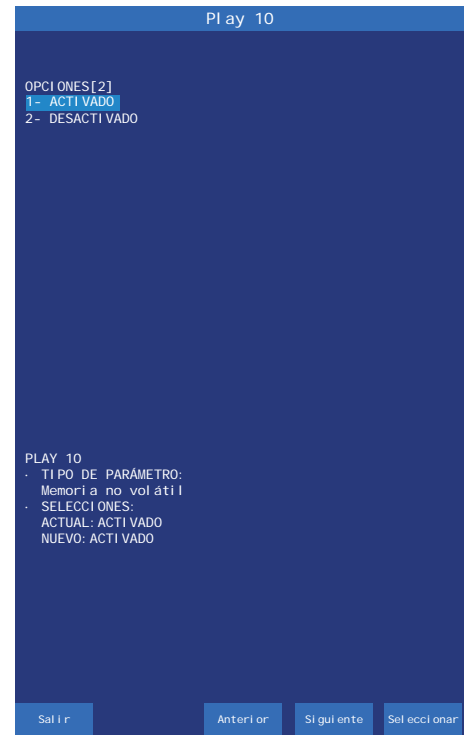 Play 10
OPCIONES[2]
1- ACTIVADO
2- DESACTIVADO
PLAY 10
· TIPO DE PARÁMETRO:
Memoria no volátil
· SELECCIONES:
ACTUAL: ACTIVADO
NUEVO: ACTIVADO
Salir Anterior Siguiente Seleccionar